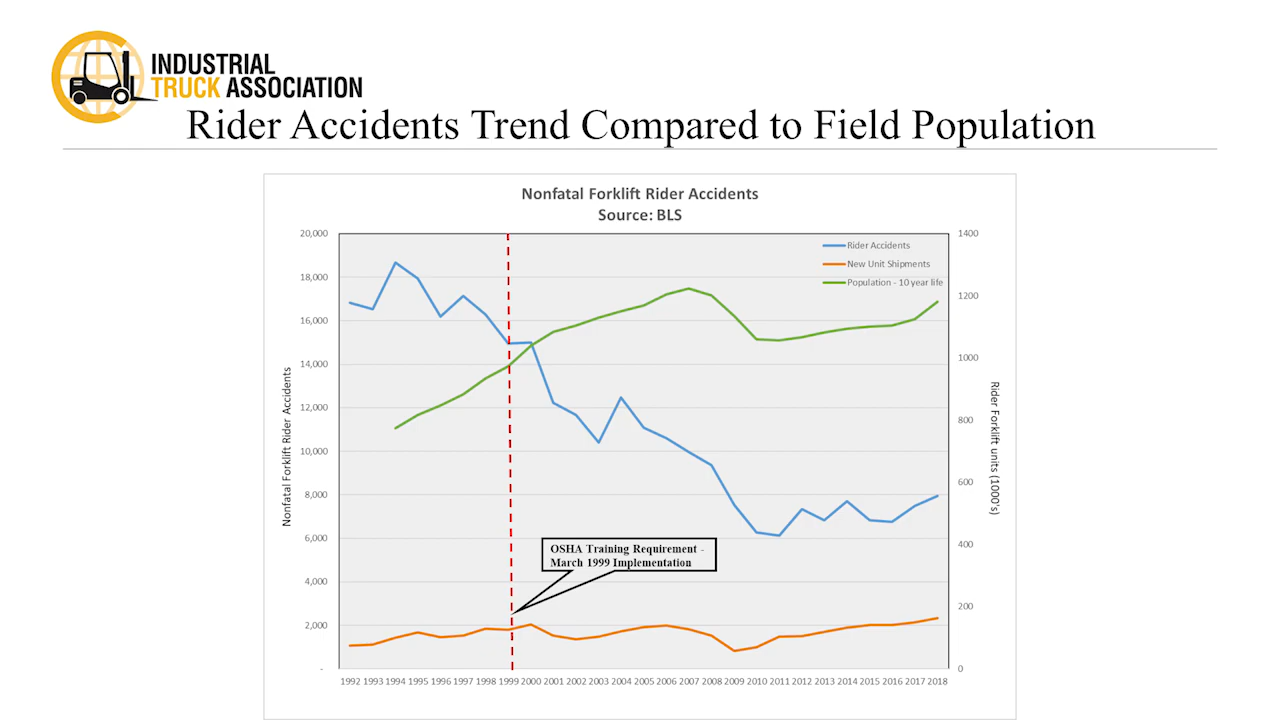 INDUSTRIAL
TRUCK ASSOCIATION
Rider Accidents Trend Compared to Field Population
Nonfatal Forklift Rider Accidents
Source: BLS
20,000
18,000
16,000
14,000
12,000
10,000
8,000
6,000
4,000
2,000
-
Nonfatal Forklift Rider Accidents
Rider Accidents
New Unit Shipments
Population - 10 year life
OSHA Training Requirement -
March 1999 Implementation
1400
1200
1000
800
600
400
200
0
Rider Forklift units (1000's)
1992 1993 1994 1995 1996 1997 1998 1999 2000 2001 2002 2003 2004 2005 2006 2007 2008 2009 2010 2011 2012 2013 2014 2015 2016 2017 2018